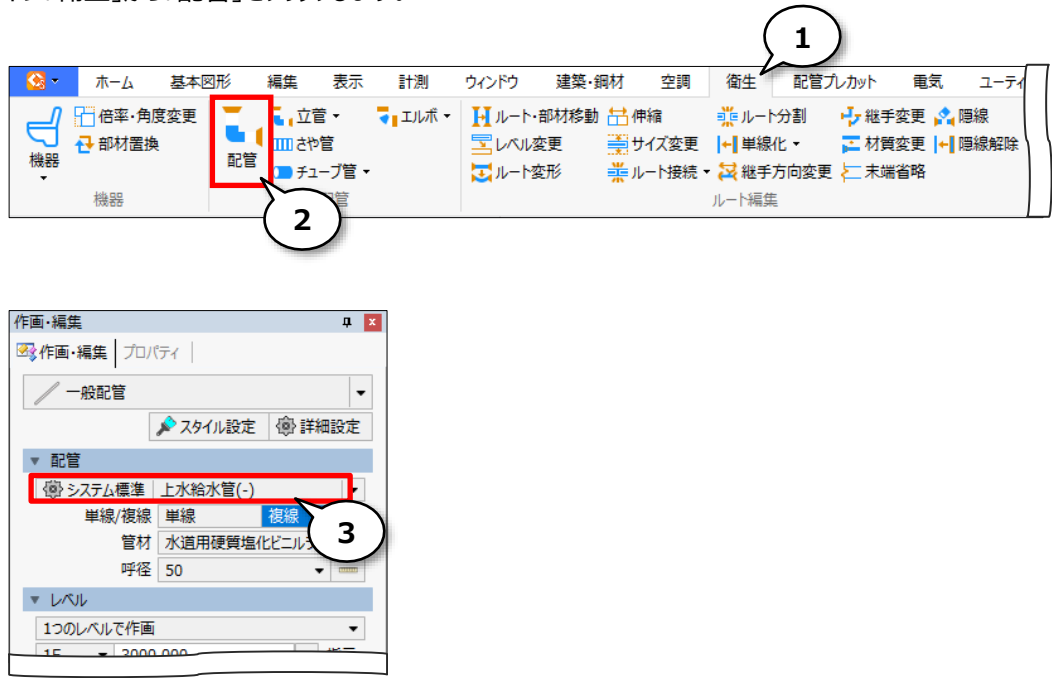 1
ホーム 基本図形 編集 表示 計測 ウィンドウ 建築・鋼材 空調 衛生 配管プレカット 電気 ユーティ
機器 倍率・角度変更 配管 立管 エルボ ルート・部材移動 伸縮 ルート分割 継手変更 隠線
部材置換 さや管 レベル変更 サイズ変更 単線化 材質変更 隠線解除
チューブ管 ルート変形 ルート接続 継手方向変更 末端省略
機器 管 ルート編集
2
作画・編集
作画・編集 プロパティ
一般配管
スタイル設定 詳細設定
配管
システム標準 上水給水管(-)
単線/複線 単線 複線
3
管材 水道用硬質塩化ビニルラ
呼径 50
レベル
1つのレベルで作画